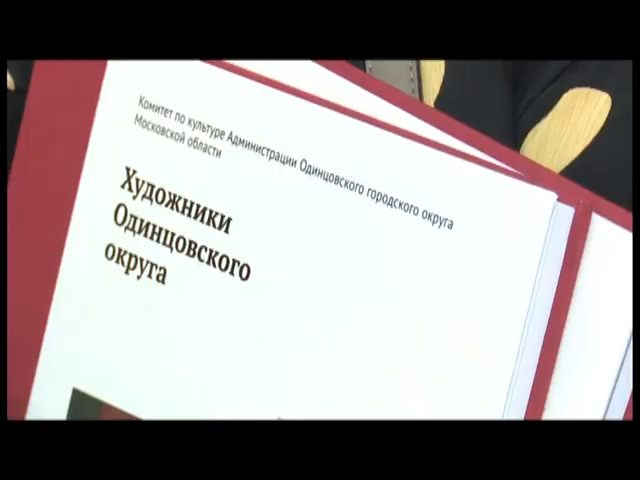 Комитет по культуре Администрации Одинцовского городского округа
Московской области
Художники
Одинцовского
округа